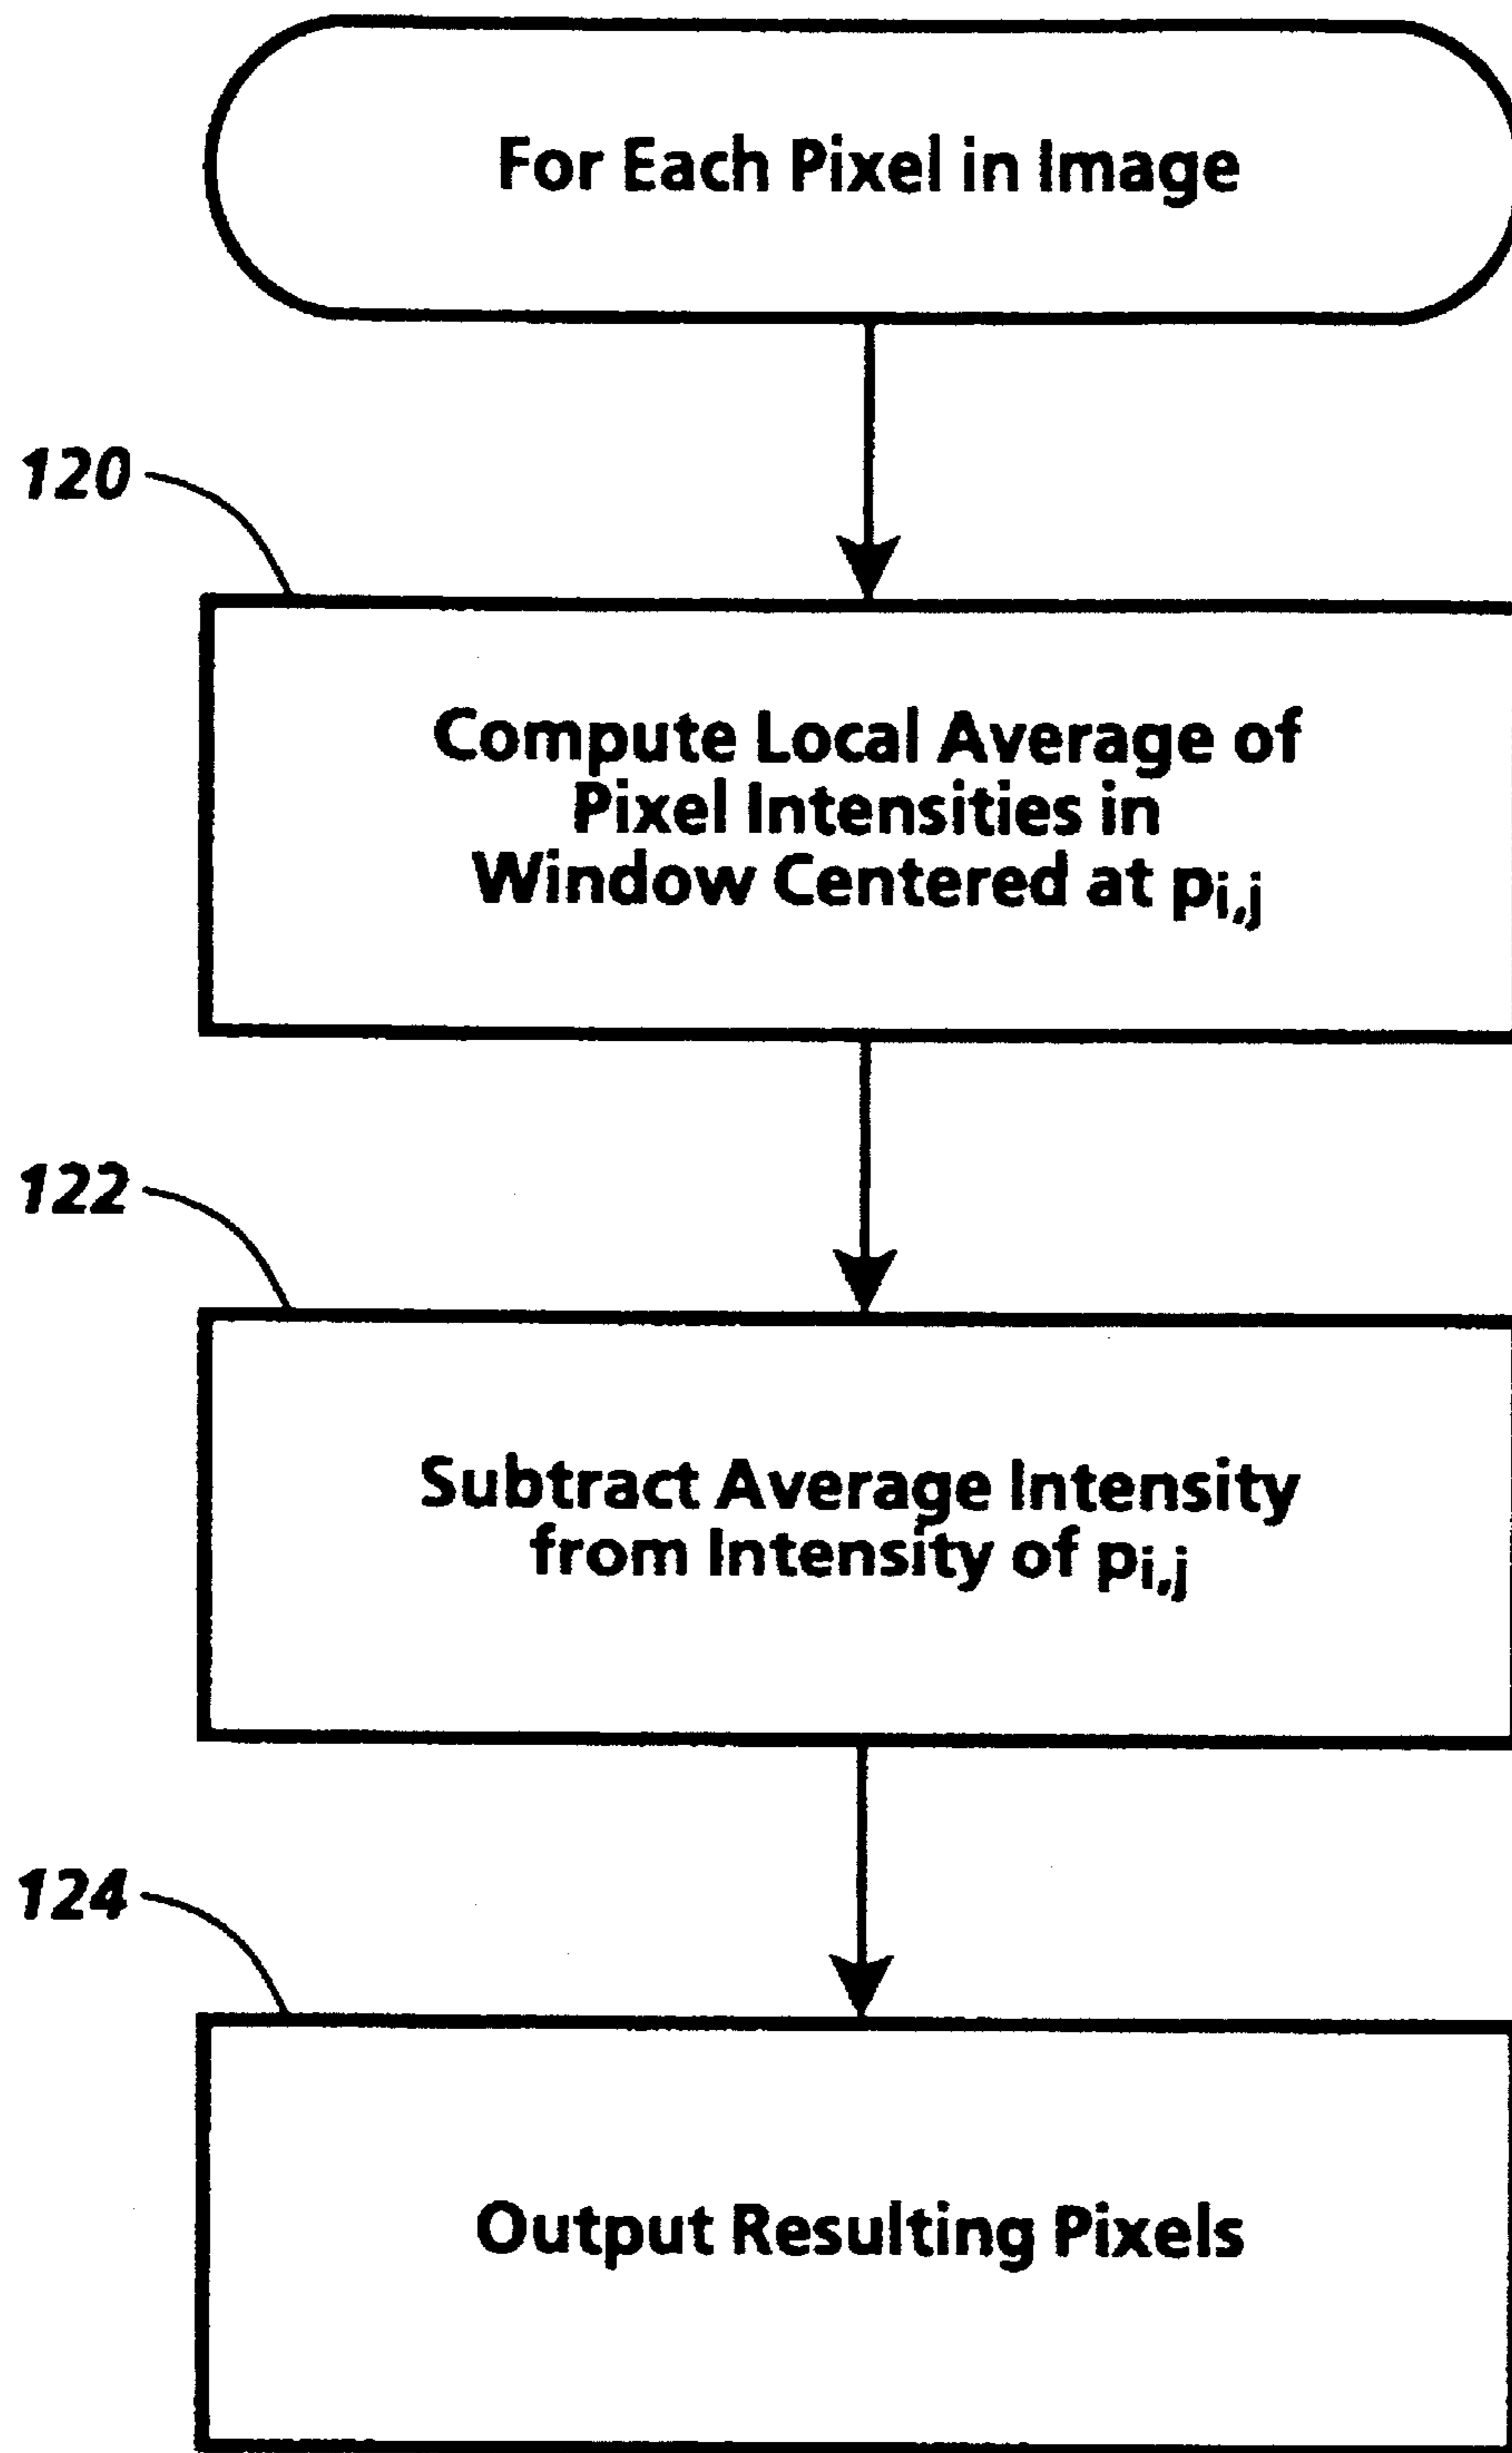 For Each Pixel in Image
120
Compute Local Average of
Pixel Intensities in
Window Centered at pi,j
122
Subtract Average Intensity
from Intensity of pi,j
124
Output Resulting Pixels